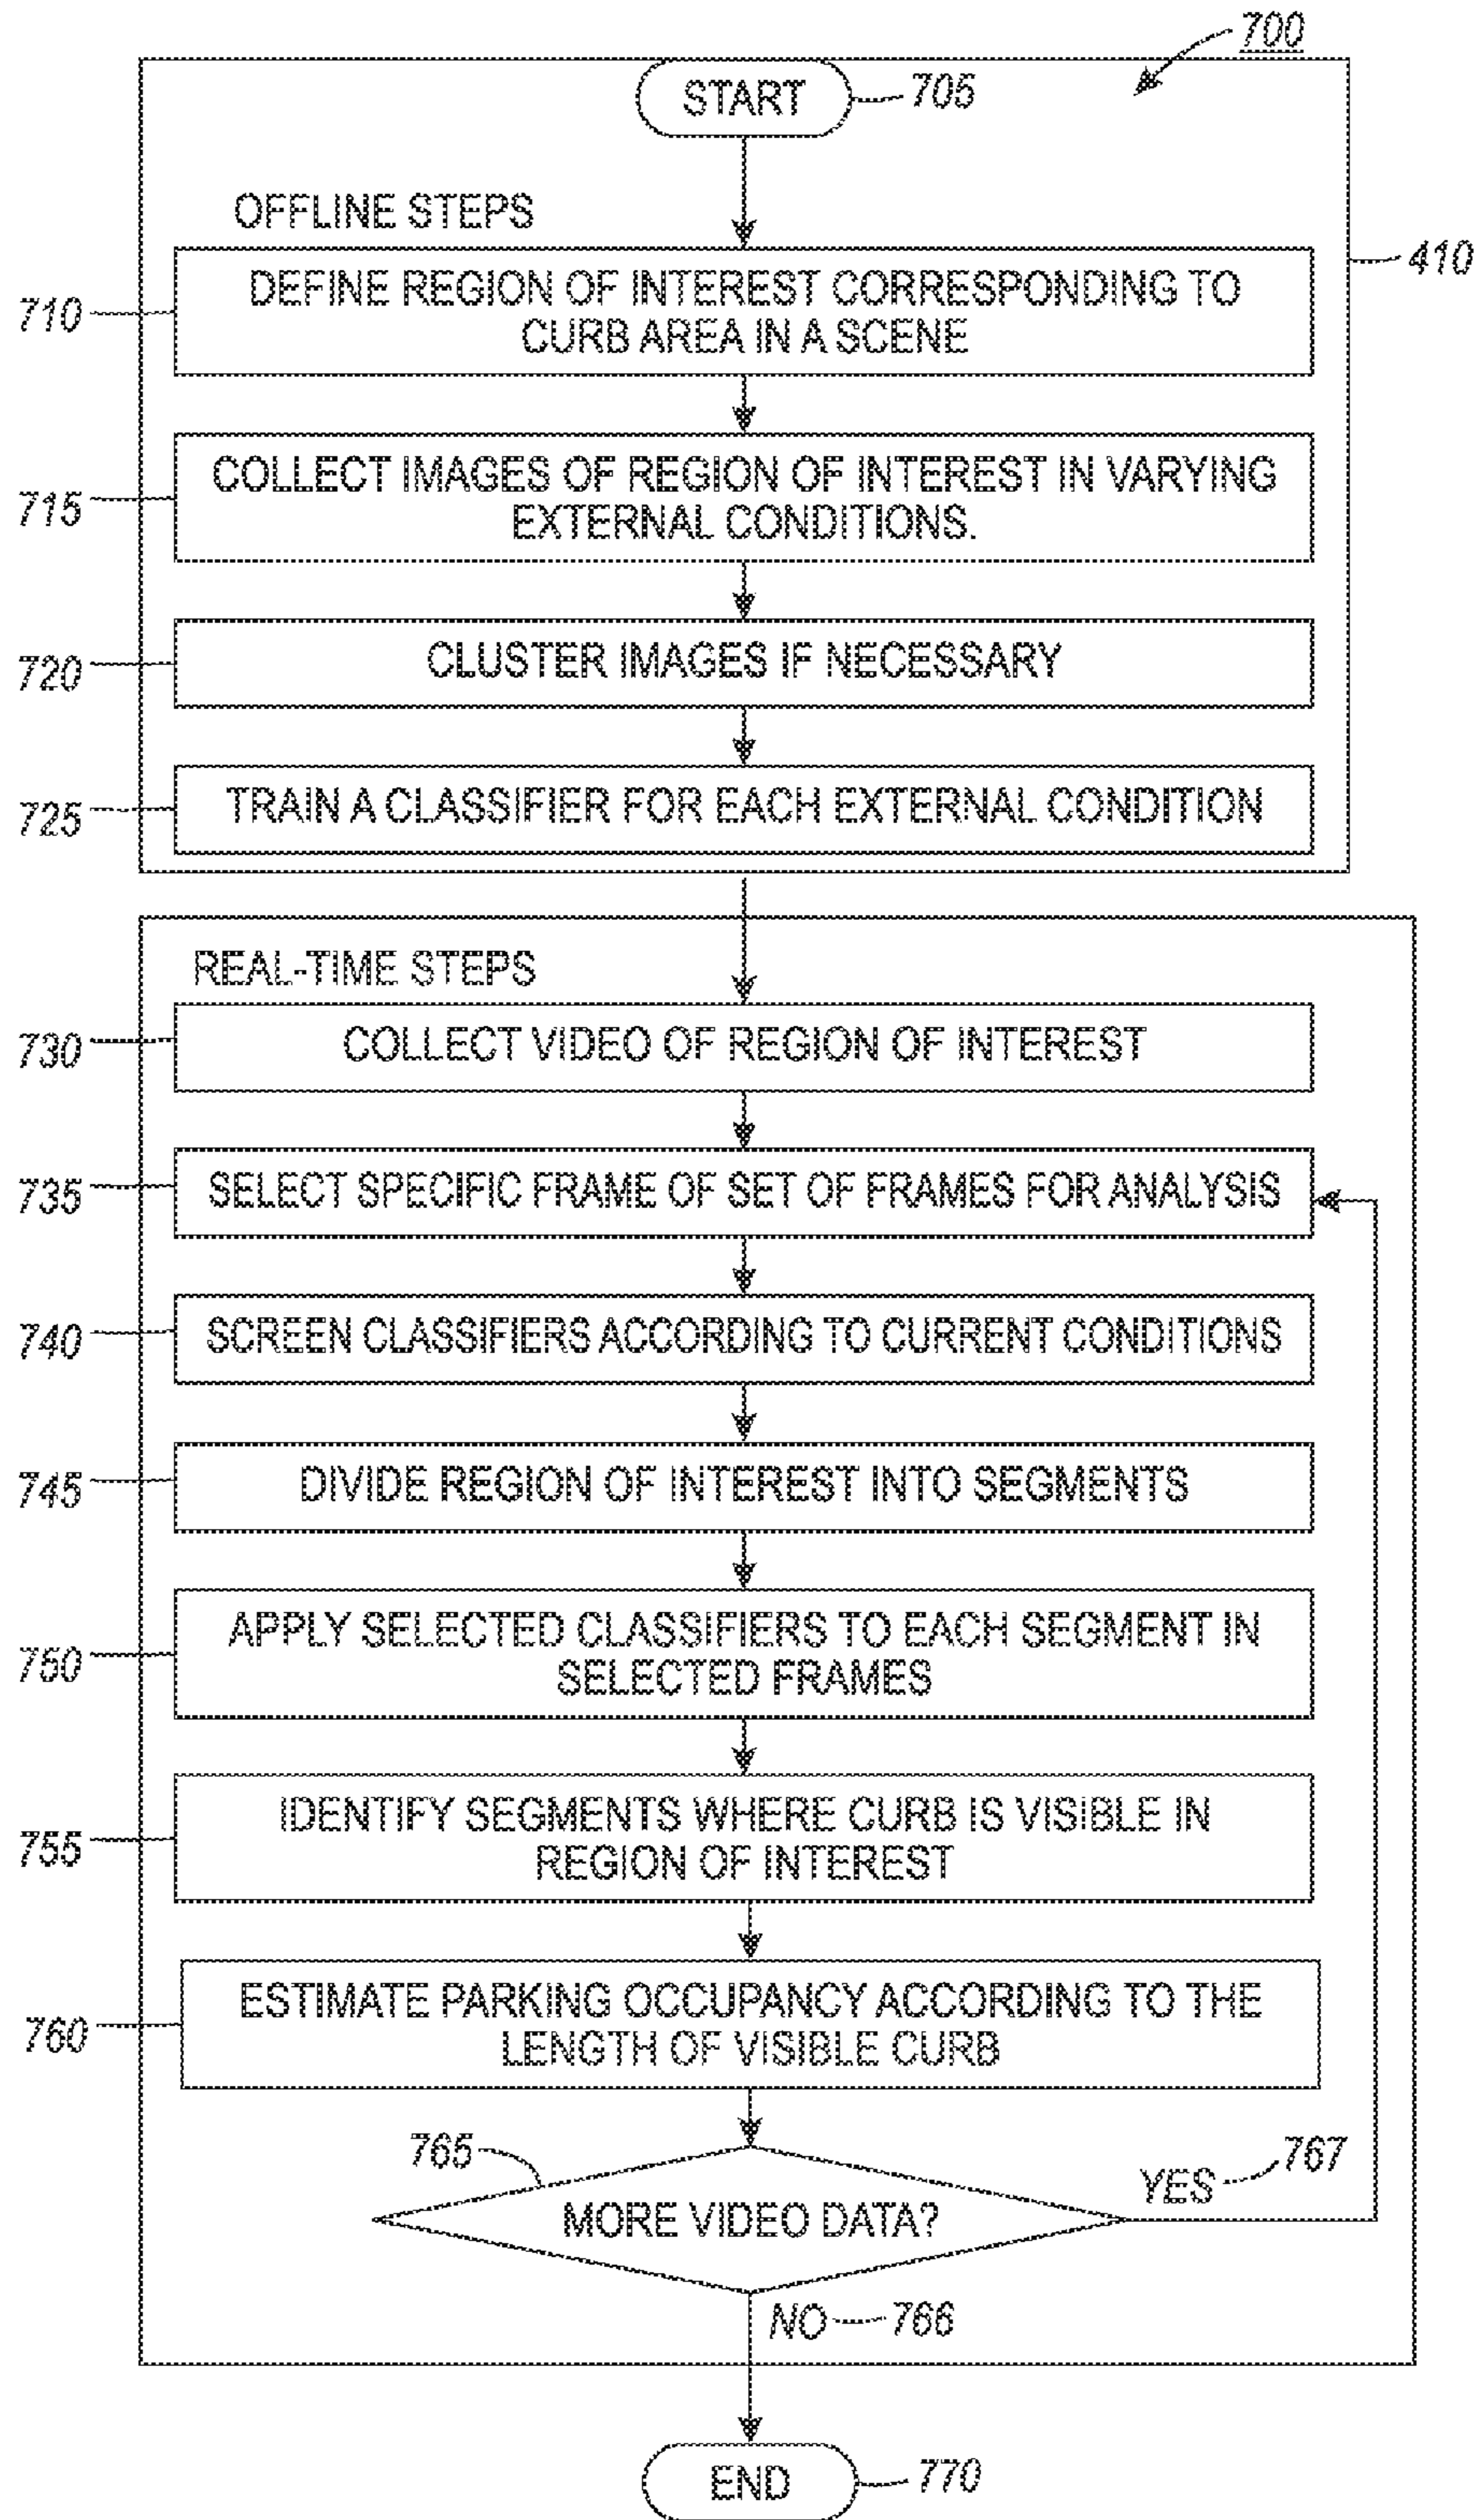 700
START
705
OFFLINE STEPS
410
710
DEFINE REGION OF INTEREST CORRESPONDING TO
CURB AREA IN A SCENE
715
COLLECT IMAGES OF REGION OF INTEREST IN VARYING
EXTERNAL CONDITIONS.
720
CLUSTER IMAGES IF NECESSARY
725
TRAIN A CLASSIFIER FOR EACH EXTERNAL CONDITION
REAL-TIME STEPS
730
COLLECT VIDEO OF REGION OF INTEREST
735
SELECT SPECIFIC FRAME OF SET OF FRAMES FOR ANALYSIS
740
SCREEN CLASSIFIERS ACCORDING TO CURRENT CONDITIONS
745
DIVIDE REGION OF INTEREST INTO SEGMENTS
750
APPLY SELECTED CLASSIFIERS TO EACH SEGMENT IN
SELECTED FRAMES
755
IDENTIFY SEGMENTS WHERE CURB IS VISIBLE IN
REGION OF INTEREST
760
ESTIMATE PARKING OCCUPANCY ACCORDING TO THE
LENGTH OF VISIBLE CURB
765
MORE VIDEO DATA?
YES
767
NO
766
END
770